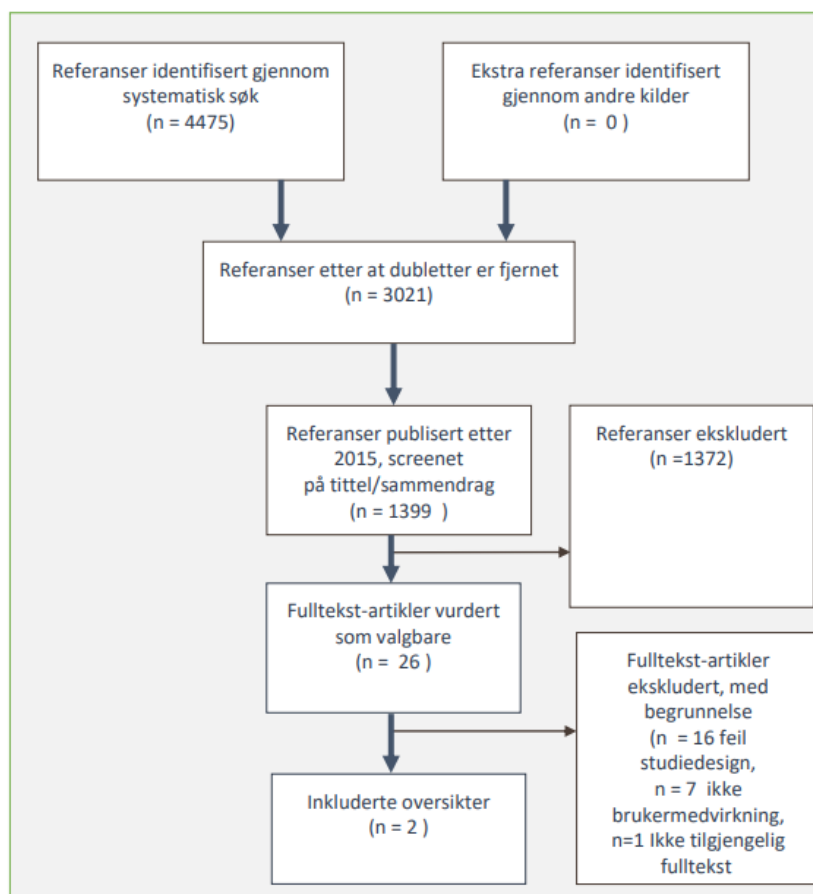 Referanser identifisert gjennom
systematisk søk
(n = 4475)
Ekstra referanser identifisert
gjennom andre kilder
(n = 0 )
Referanser etter at dubletter er fjernet
(n = 3021)
Referanser publisert etter
2015, screenet
på tittel/sammendrag
(n = 1399 )
Referanser ekskludert
(n =1372)
Fulltekst-artikler vurdert
som valgbare
(n = 26 )
Fulltekst-artikler
ekskludert, med
begrunnelse
(n = 16 feil
studiedesign,
n = 7 ikke
brukermedvirkning,
n=1 Ikke tilgjengelig
fulltekst
Inkluderte oversikter
(n = 2 )